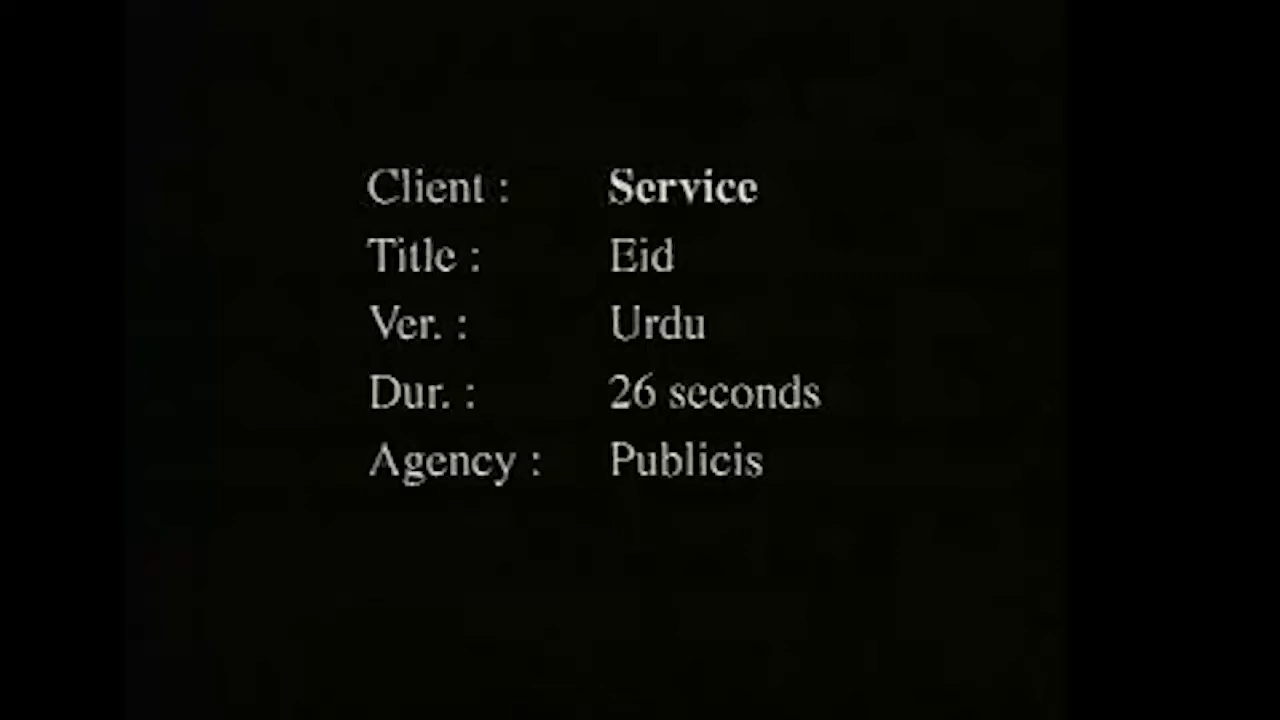 Client : Service
Title : Eid
Ver. : Urdu
Dur. : 26 seconds
Agency : Publicis